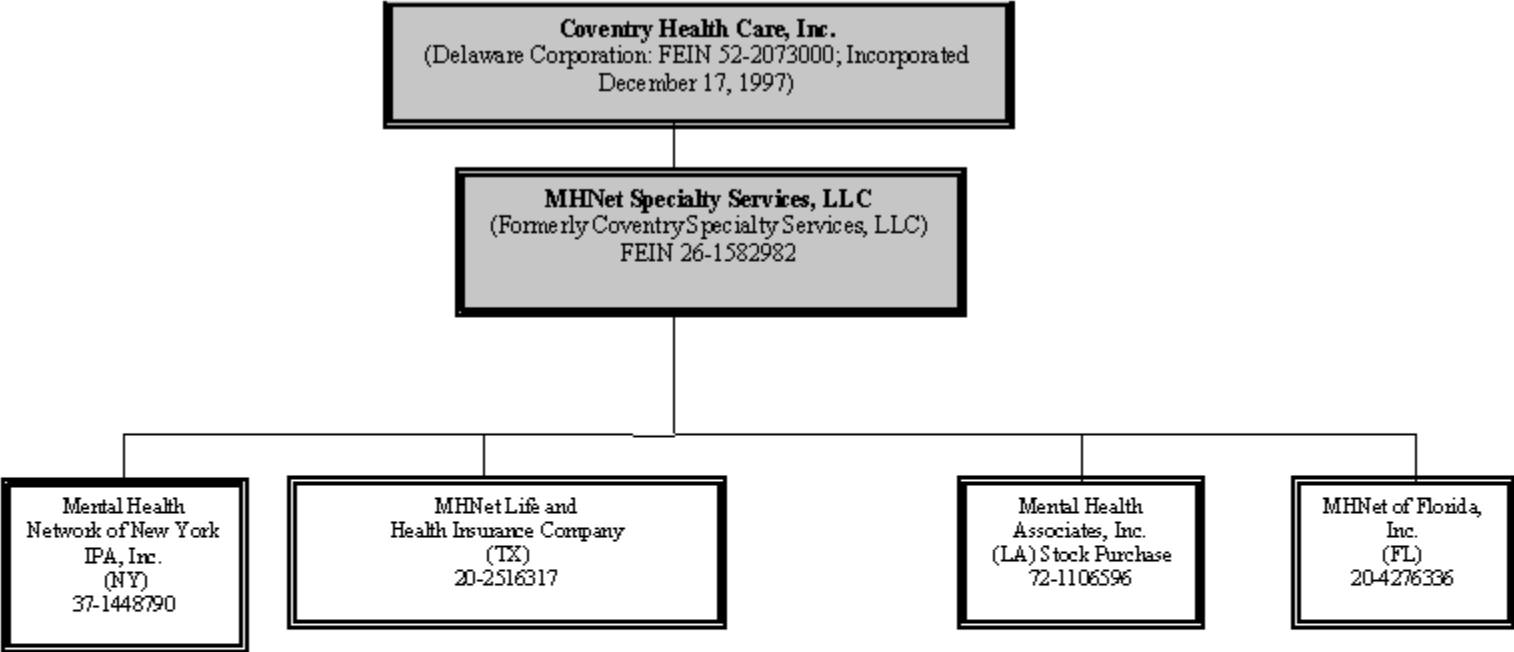 Coventry Health Care, Inc.
(Delaware Corporation: FEIN 52-2073000; Incorporated
December 17, 1997)
MHNet Specialty Services, LLC
(Formerly Coventry Specialty Services, LLC)
FEIN 26-1582982
Mental Health
Network of New York
IPA, Inc.
(NY)
37-1448790
MHNet Life and
Health Insurance Company
(TX)
20-2516317
Mental Health
Associates, Inc.
(LA) Stock Purchase
72-1106596
MHNet of Florida,
Inc.
(FL)
20-4276336